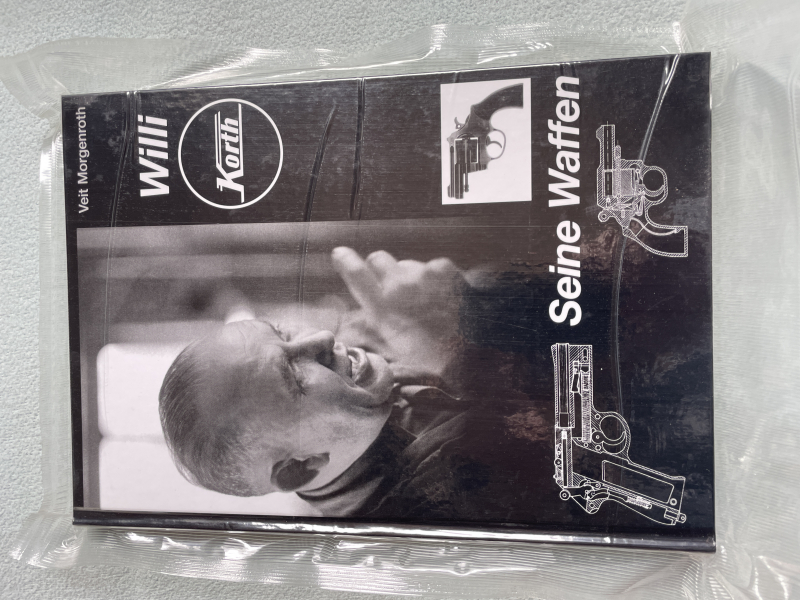 Veit Morgenroth
Willi
Korth
Seine Waffen